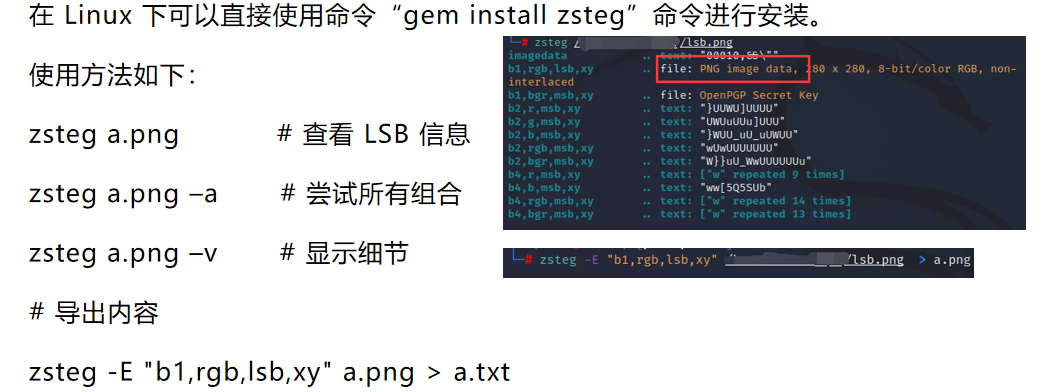 在 Linux 下可以直接使用命令“gem install zsteg”命令进行安装。
使用方法如下：
zsteg a.png # 查看 LSB 信息
zsteg a.png –a # 尝试所有组合
zsteg a.png –v # 显示细节
# 导出内容
zsteg -E "b1,rgb,lsb,xy" a.png > a.txt
└─# zsteg / /lsb.png
imagedata .. text:
b1,rgb,lsb,xy .. file: PNG image data, 280 x 280, 8-bit/color RGB, non-
interlaced
b1,bgr,msb,xy .. file: OpenPGP Secret Key
b2,r,msb,xy .. text: "}UUWU]UUUU"
b2,g,msb,xy .. text: "UWUuUUu]UUU"
b2,b,msb,xy .. text: "}WUU_uU_uUWUU"
b2,rgb,msb,xy .. text: "wUwUUUUUUU"
b2,bgr,msb,xy .. text: "W}}uU_WwUUUUUUu"
b4,r,msb,xy .. text: ["w" repeated 9 times]
b4,b,msb,xy .. text: "ww[5Q5SUb"
b4,rgb,msb,xy .. text: ["w" repeated 14 times]
b4,bgr,msb,xy .. text: ["w" repeated 13 times]
└─# zsteg -E "b1,rgb,lsb,xy" / /lsb.png > a.png